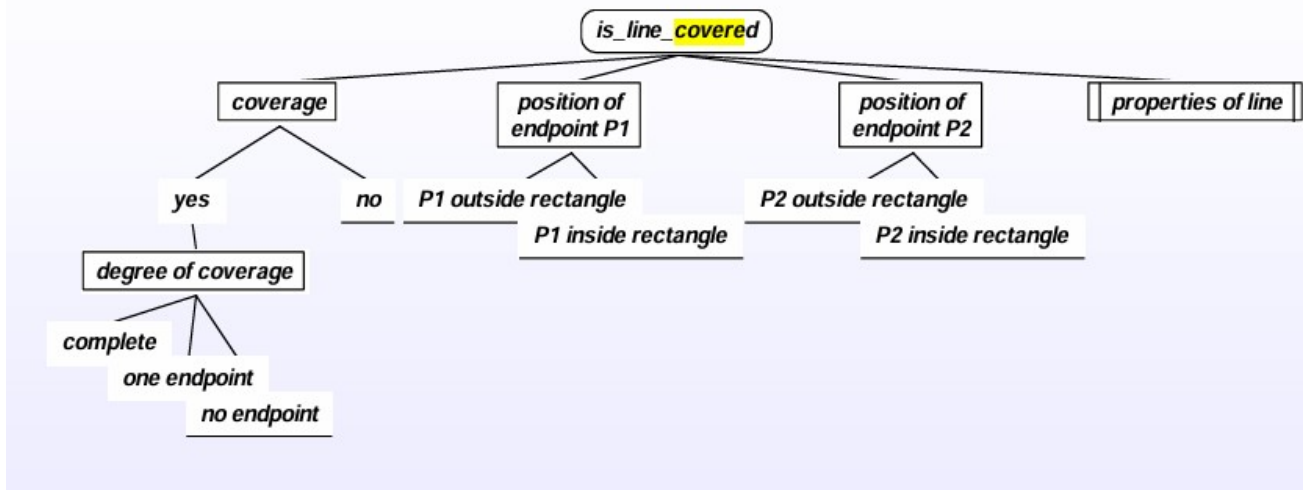 is_line_covered
coverage
position of
endpoint P1
position of
endpoint P2
properties of line
yes
no
P1 outside rectangle
P1 inside rectangle
P2 outside rectangle
P2 inside rectangle
degree of coverage
complete
one endpoint
no endpoint